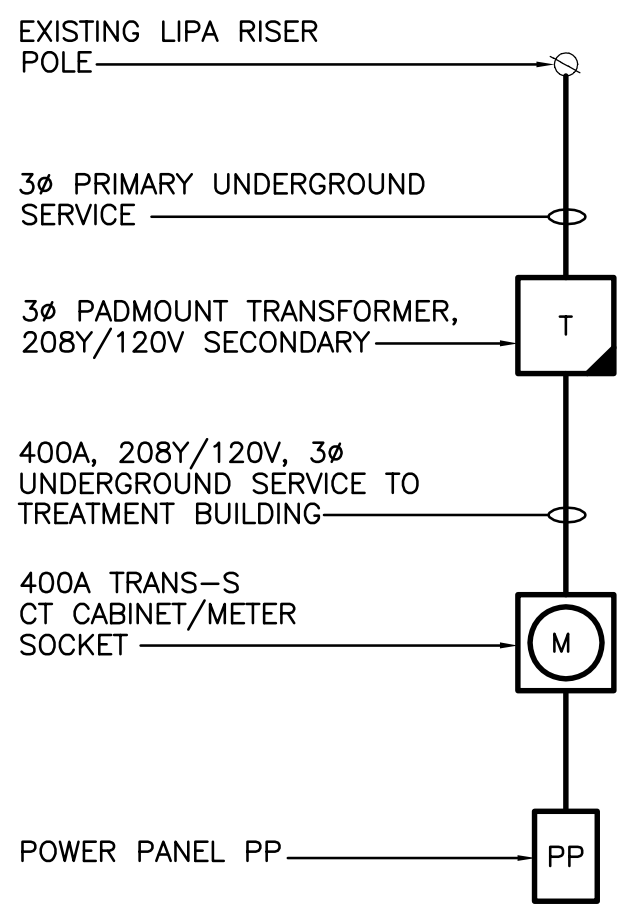 EXISTING LIPA RISER
POLE
3ø PRIMARY UNDERGROUND
SERVICE
3ø PADMOUNT TRANSFORMER,
208Y/120V SECONDARY
T
400A, 208Y/120V, 3ø
UNDERGROUND SERVICE TO
TREATMENT BUILDING
400A TRANS-S
CT CABINET/METER
SOCKET
M
POWER PANEL PP
PP